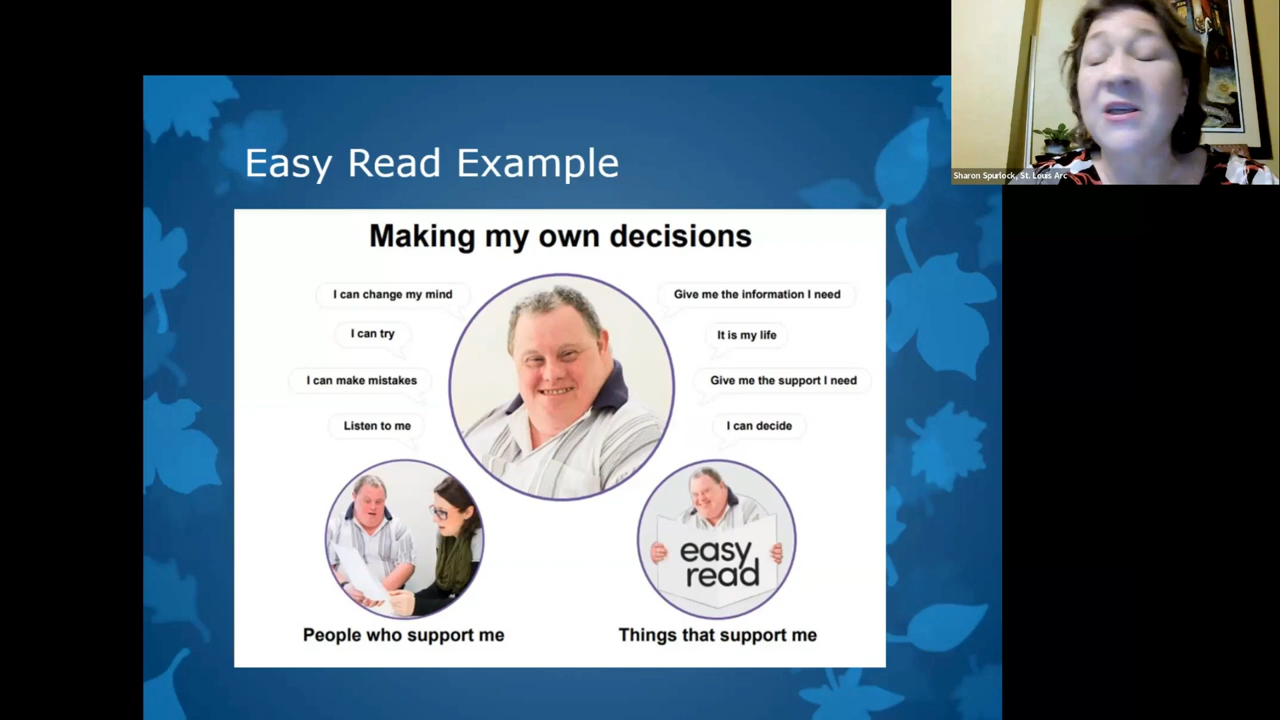 Sharon Spurlock, St. Louis Arc
Easy Read Example
Making my own decisions
I can change my mind
I can try
I can make mistakes
Listen to me
Give me the information I need
It is my life
Give me the support I need
I can decide
easy
read
People who support me
Things that support me